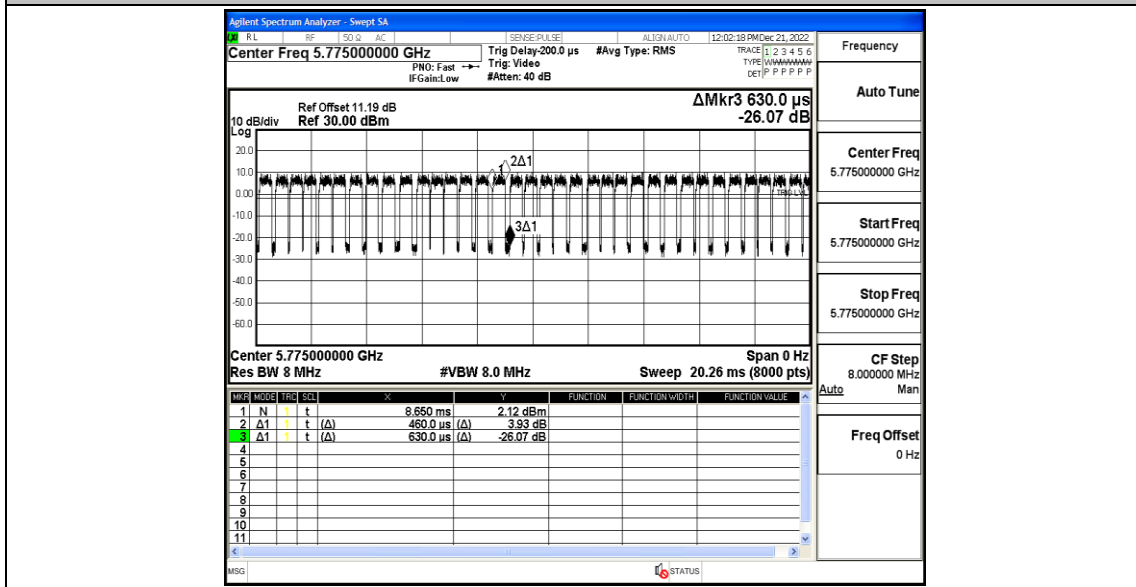 Agilent Spectrum Analyzer - Swept SA
RL RF 50 Ω AC SENSE:PULSE ALIGN AUTO 12:02:18 PM Dec 21, 2022
Center Freq 5.775000000 GHz
PNO: Fast
IFGain:Low
Trig Delay-200.0 µs
Trig: Video
#Atten: 40 dB
#Avg Type: RMS
TRACE 1 2 3 4 5 6
TYPE
DET P P P P P P
ΔMkr3 630.0 µs
-26.07 dB
Ref Offset 11.19 dB
10 dB/div Ref 30.00 dBm
Log
20.0
10.0
0.00
-10.0
-20.0
-30.0
-40.0
-50.0
-60.0
1
2Δ1
3Δ1
TRIG LVL
Center 5.775000000 GHz Span 0 Hz
Res BW 8 MHz #VBW 8.0 MHz Sweep 20.26 ms (8000 pts)
MKR MODE TRC SCL X Y FUNCTION FUNCTION WIDTH FUNCTION VALUE
1 N 1 t 8.650 ms 2.12 dBm
2 Δ1 1 t (Δ) 460.0 µs (Δ) 3.93 dB
3 Δ1 1 t (Δ) 630.0 µs (Δ) -26.07 dB
4
5
6
7
8
9
10
11
MSG STATUS
Frequency
Auto Tune
Center Freq
5.775000000 GHz
Start Freq
5.775000000 GHz
Stop Freq
5.775000000 GHz
CF Step
8.000000 MHz
Auto Man
Freq Offset
0 Hz